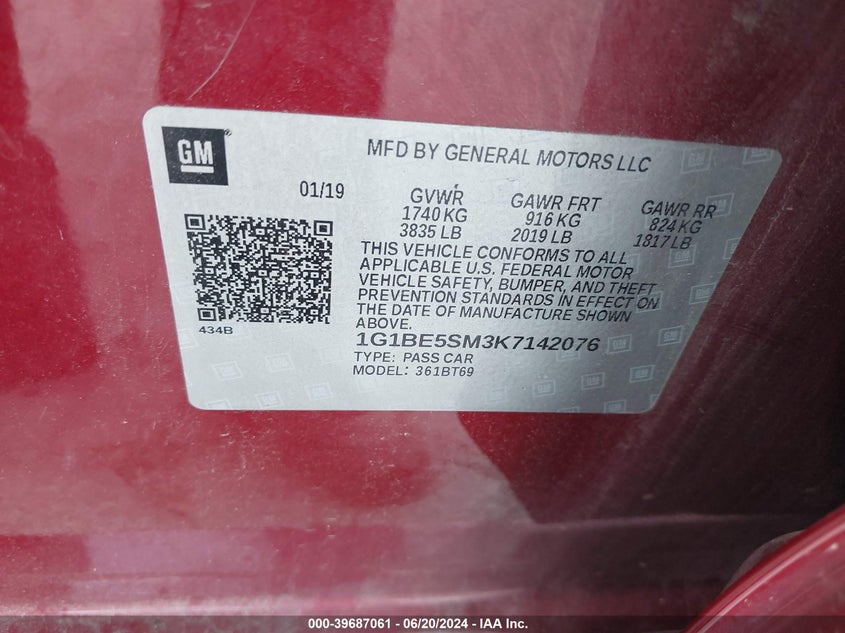 GM
MFD BY GENERAL MOTORS LLC
01/19
GVWR
1740 KG
3835 LB
GAWR FRT
916 KG
2019 LB
GAWR RR
824 KG
1817 LB
THIS VEHICLE CONFORMS TO ALL
APPLICABLE U.S. FEDERAL MOTOR
VEHICLE SAFETY, BUMPER, AND THEFT
PREVENTION STANDARDS IN EFFECT ON
THE DATE OF MANUFACTURE SHOWN
ABOVE.
434B
1G1BE5SM3K7142076
TYPE: PASS CAR
MODEL: 361BT69
000-39687061 - 06/20/2024 - IAA Inc.